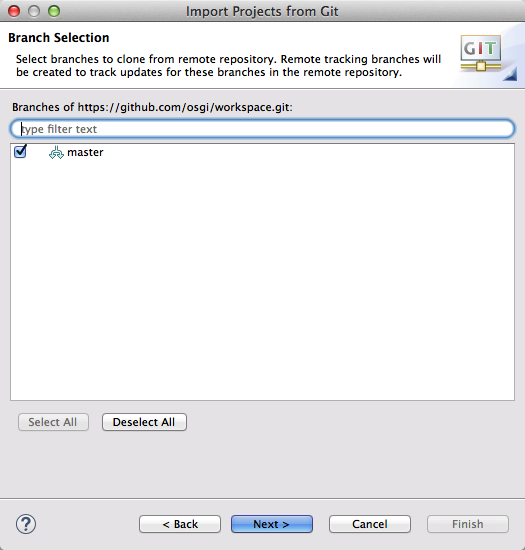 Import Projects from Git
Branch Selection
Select branches to clone from remote repository. Remote tracking branches will
be created to track updates for these branches in the remote repository.
GIT
Branches of https://github.com/osgi/workspace.git:
type filter text
master
Select All
Deselect All
?
< Back
Next >
Cancel
Finish